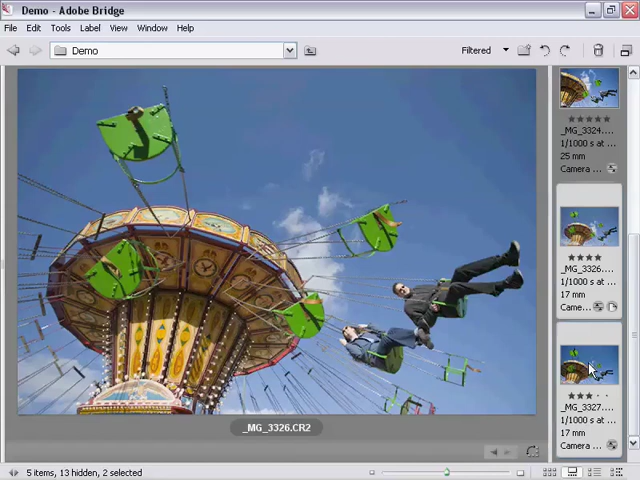 Demo - Adobe Bridge
File Edit Tools Label View Window Help
Demo
Filtered
_MG_3324....
1/1000 s at ...
25 mm
Camera ...
_MG_3326....
1/1000 s at ...
17 mm
Came...
_MG_3327....
1/1000 s at ...
17 mm
Camera ...
_MG_3326.CR2
5 items, 13 hidden, 2 selected